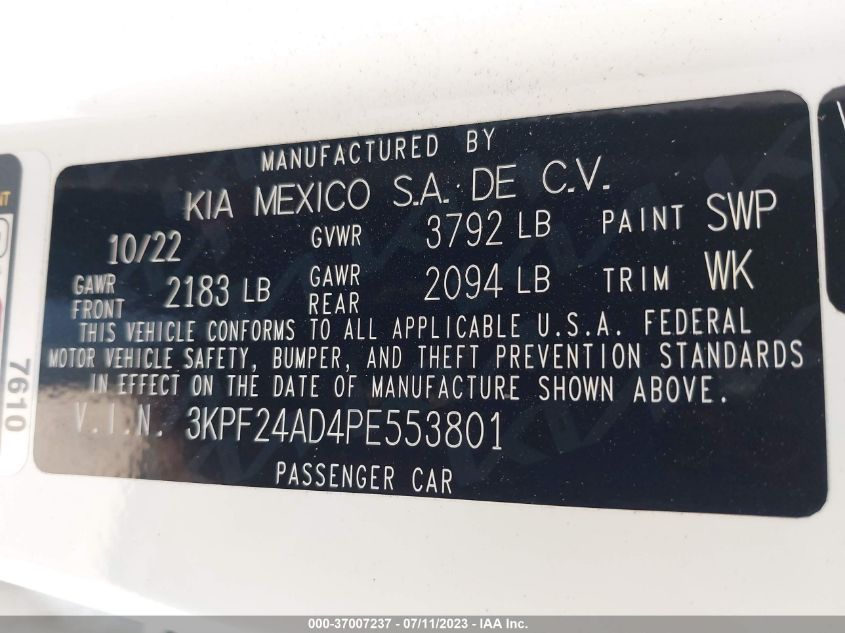 MANUFACTURED BY
KIA MEXICO S.A. DE C.V.
10/22 GVWR 3792 LB PAINT SWP
GAWR FRONT 2183 LB GAWR REAR 2094 LB TRIM WK
THIS VEHICLE CONFORMS TO ALL APPLICABLE U.S.A. FEDERAL
MOTOR VEHICLE SAFETY, BUMPER, AND THEFT PREVENTION STANDARDS
IN EFFECT ON THE DATE OF MANUFACTURE SHOWN ABOVE.
V.I.N. 3KPF24AD4PE553801
PASSENGER CAR
7610
000-37007237 - 07/11/2023 - IAA Inc.